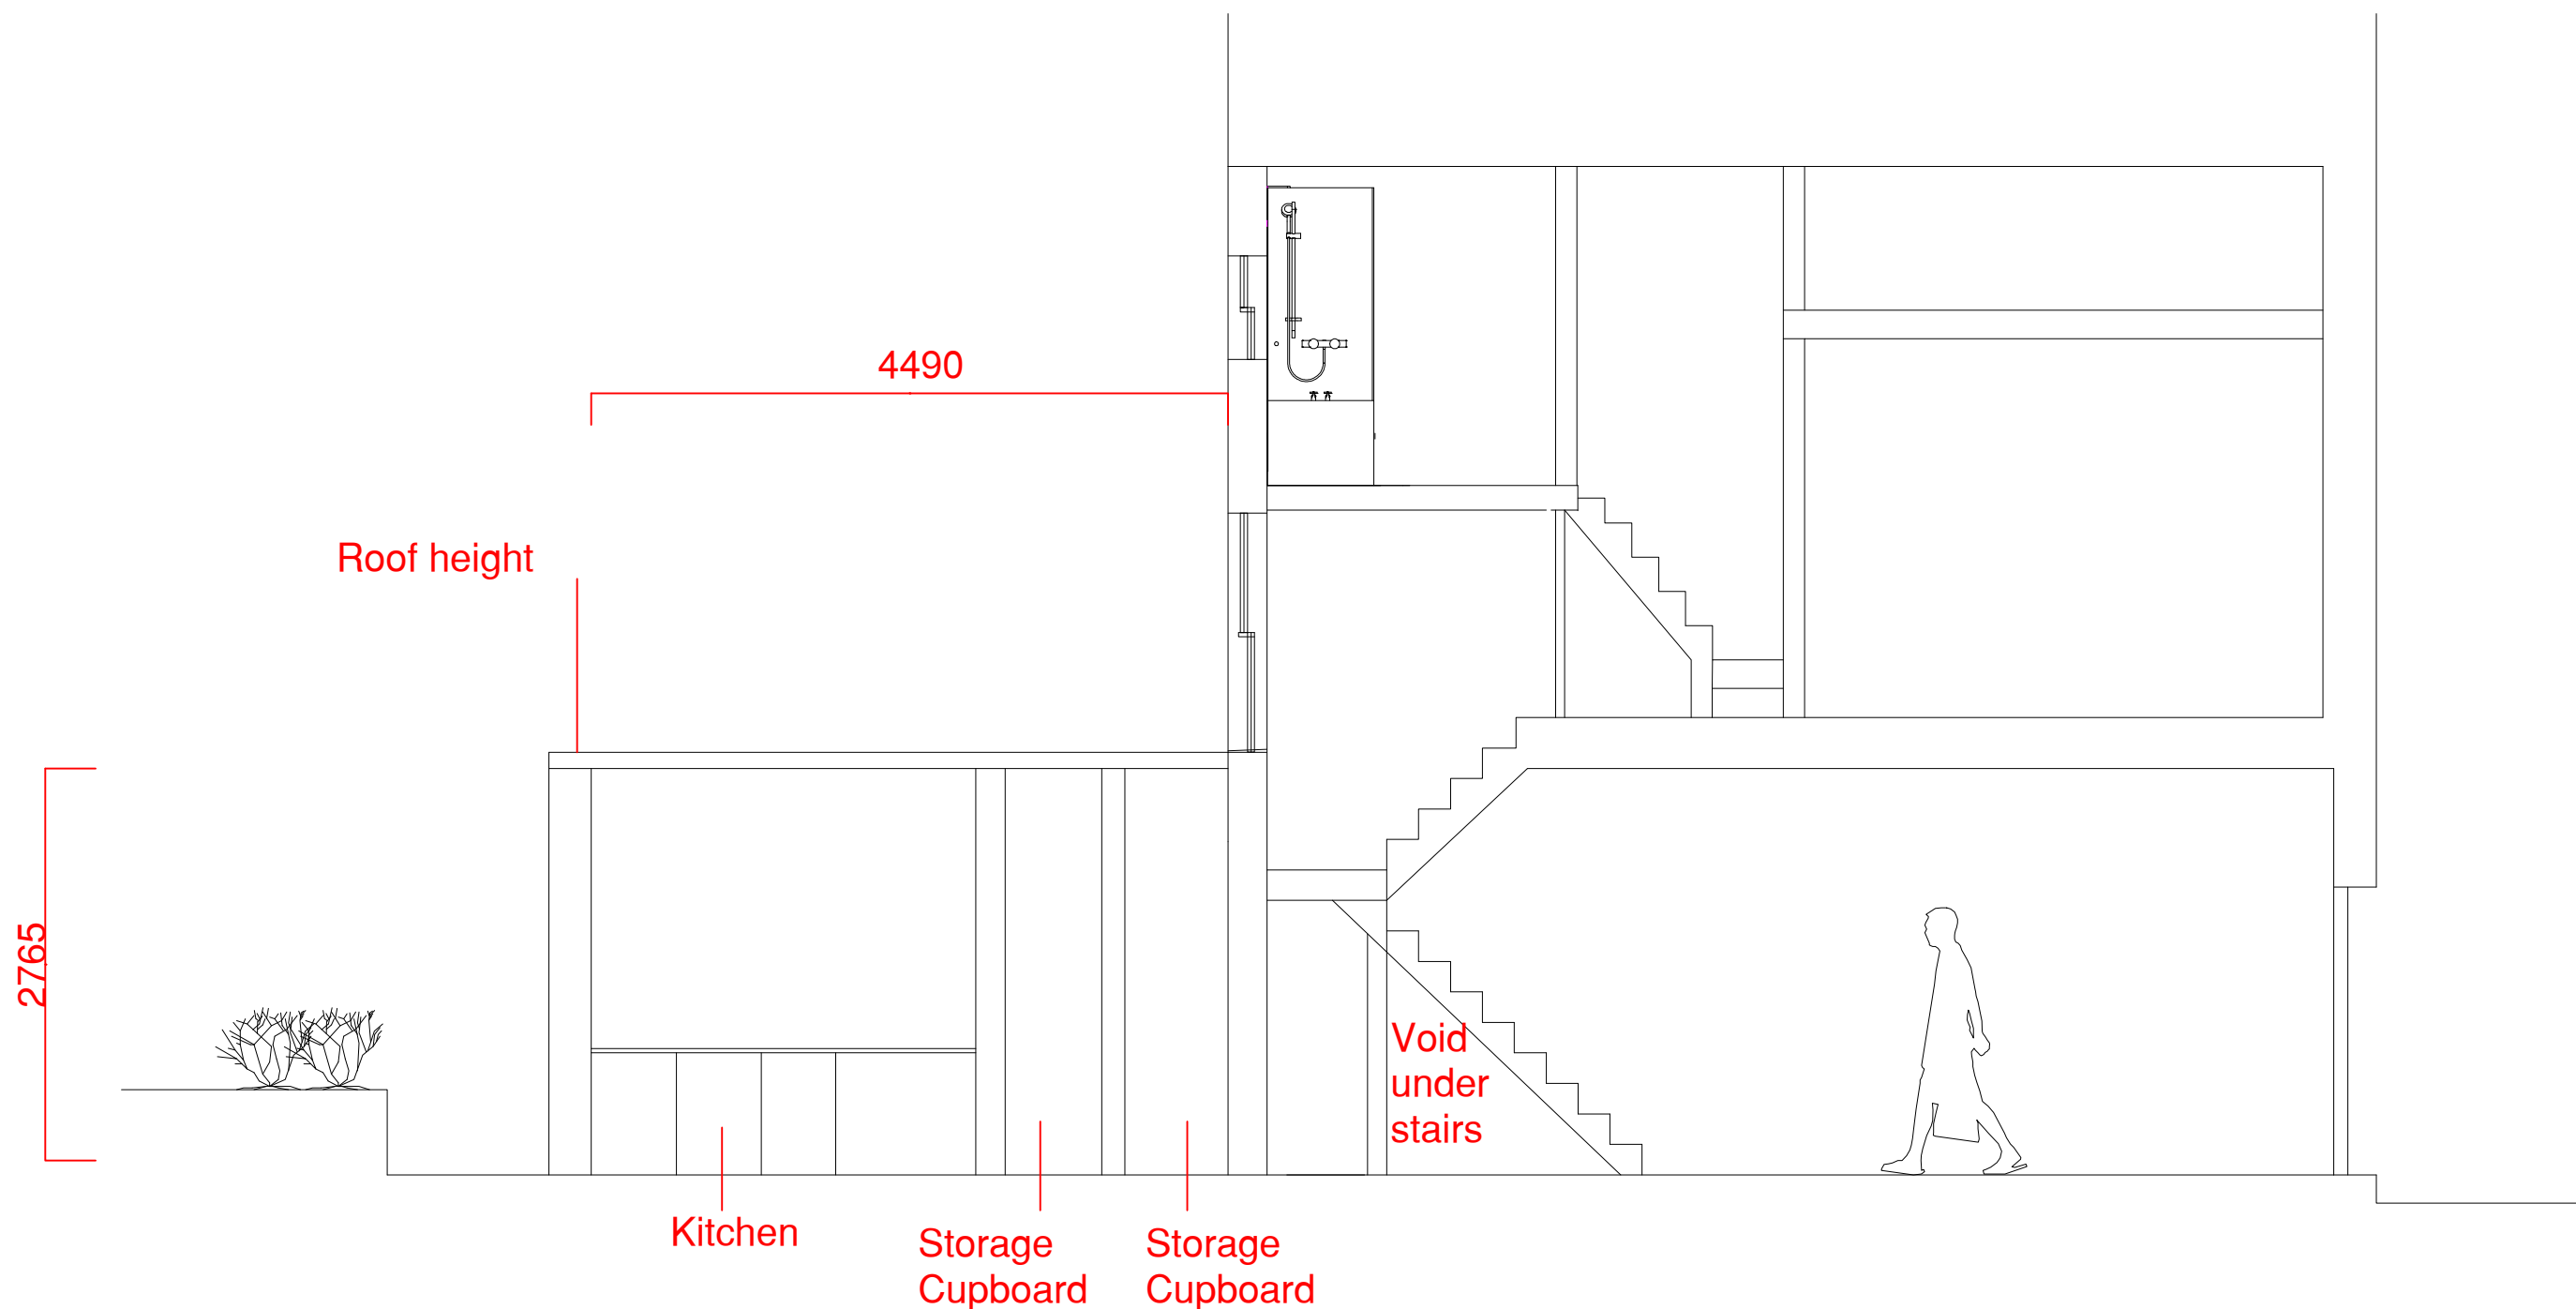 4490
Roof height
2765
Void
under
stairs
Kitchen
Storage
Cupboard
Storage
Cupboard